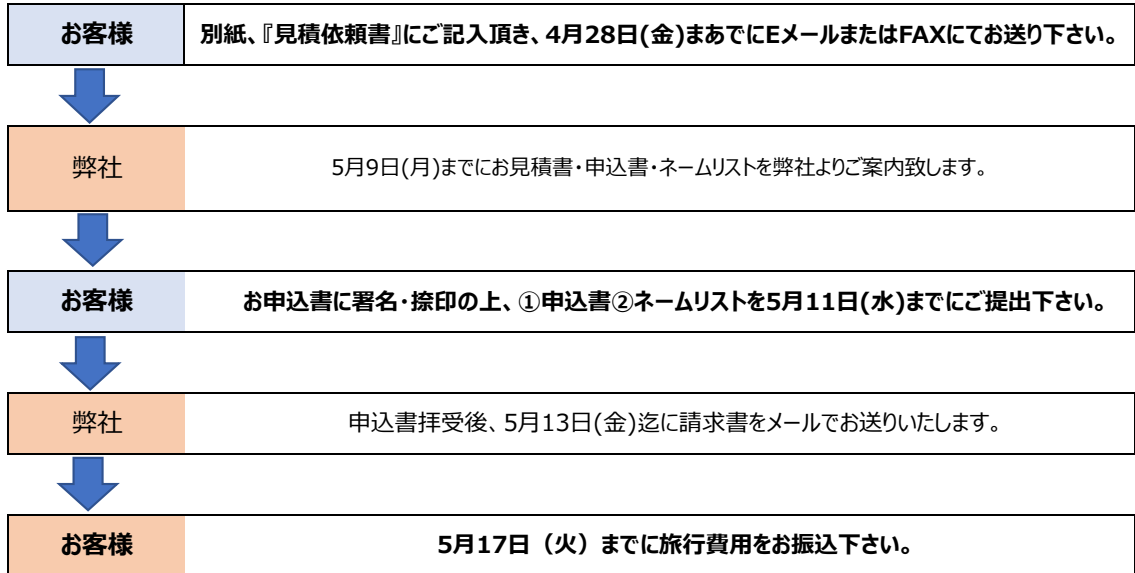 お客様
別紙、『見積依頼書』にご記入頂き、4月28日(金)まあでにEメールまたはFAXにてお送り下さい。
弊社
5月9日(月)までにお見積書・申込書・ネームリストを弊社よりご案内致します。
お客様
お申込書に署名・捺印の上、①申込書②ネームリストを5月11日(水)までにご提出下さい。
弊社
申込書拝受後、5月13日(金)迄に請求書をメールでお送りいたします。
お客様
5月17日（火）までに旅行費用をお振込下さい。